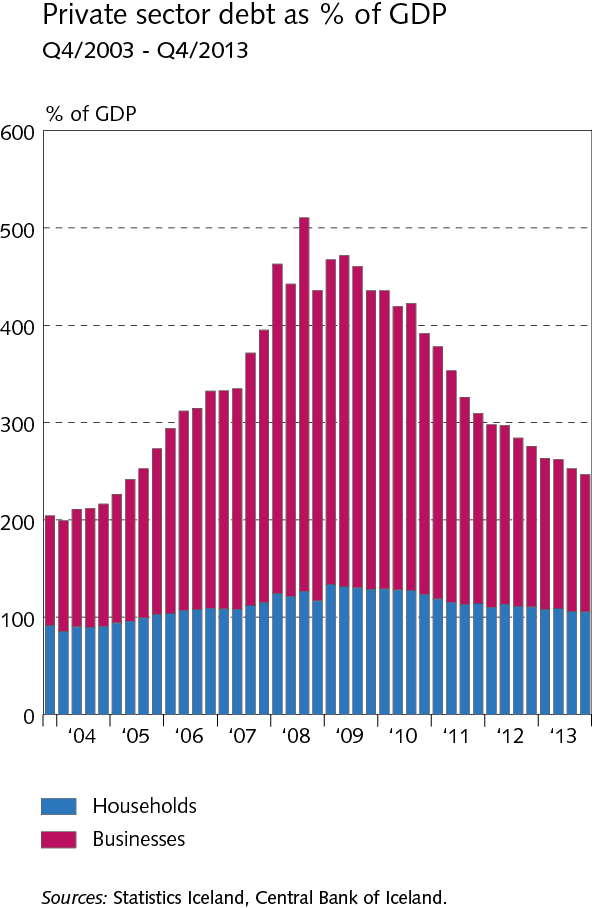 Private sector debt as % of GDP
Q4/2003 - Q4/2013
% of GDP
600
500
400
300
200
100
0
‘04 ‘05 ‘06 ‘07 ‘08 ‘09 ‘10 ‘11 ‘12 ‘13
Households
Businesses
Sources: Statistics Iceland, Central Bank of Iceland.